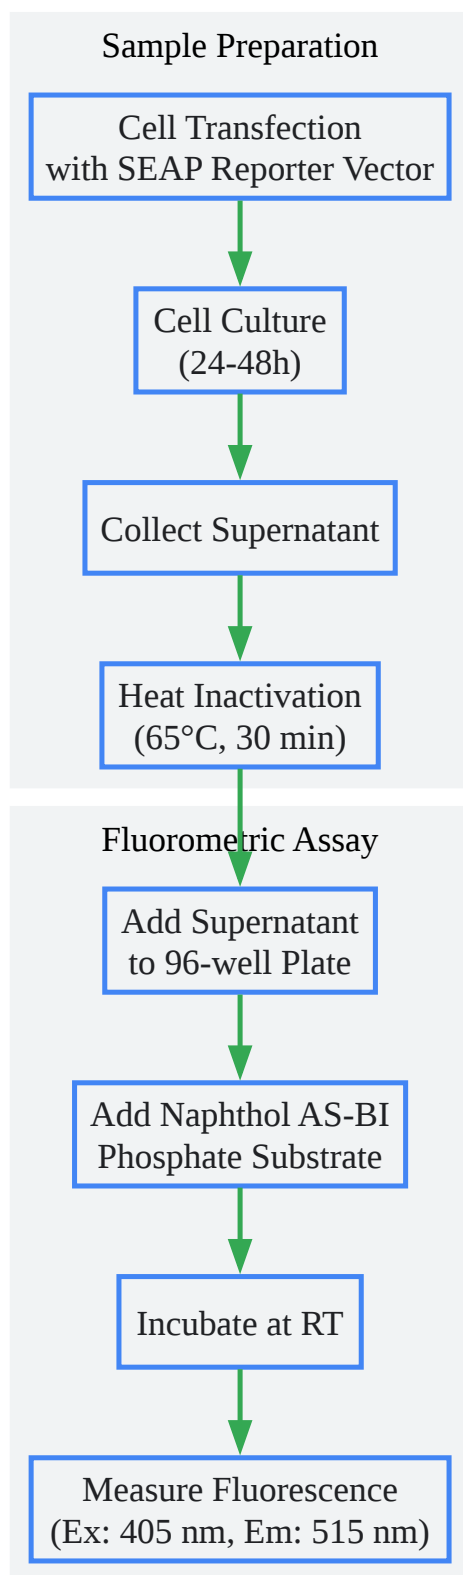 Sample Preparation
Cell Transfection
with SEAP Reporter Vector
Cell Culture
(24-48h)
Collect Supernatant
Heat Inactivation
(65°C, 30 min)
Fluorometric Assay
Add Supernatant
to 96-well Plate
Add Naphthol AS-BI
Phosphate Substrate
Incubate at RT
Measure Fluorescence
(Ex: 405 nm, Em: 515 nm)